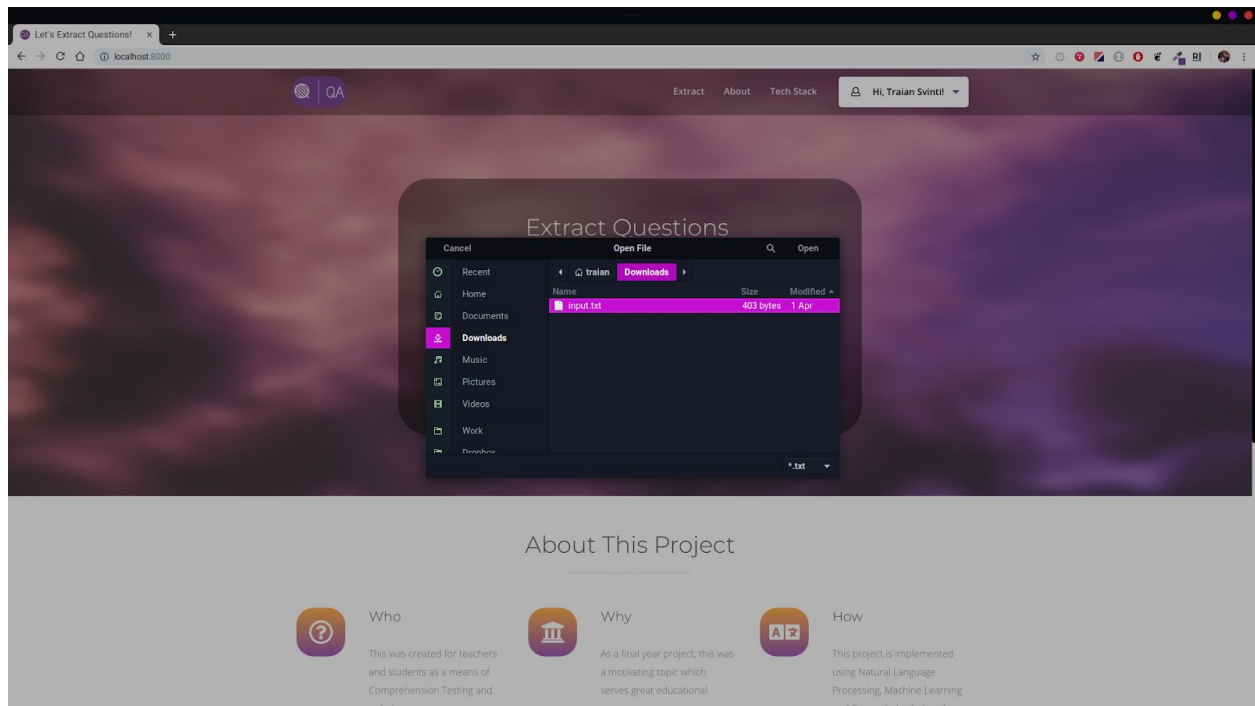 Let's Extract Questions!
localhost:8000
QA
Extract About Tech Stack Hi, Traian Svinti!
Extract Questions
Cancel Open File Open
Recent
Home
Documents
Downloads
Music
Pictures
Videos
Work
Dropbox
traian Downloads
Name Size Modified
input.txt 403 bytes 1 Apr
*.txt
About This Project
Who
This was created for teachers
and students as a means of
Comprehension Testing and
Why
As a final year project, this was
a motivating topic which
serves great educational
How
This project is implemented
using Natural Language
Processing, Machine Learning